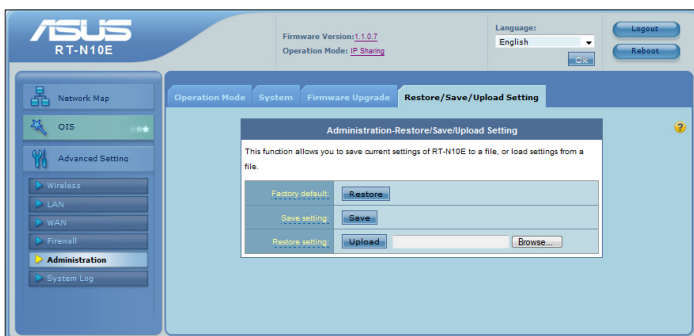 ASUS
RT-N10E
Firmware Version:1.1.0.7
Operation Mode: IP Sharing
Language:
English
OK
Logout
Reboot
Network Map
QIS
Advanced Setting
Wireless
LAN
WAN
Firewall
Administration
System Log
Operation Mode
System
Firmware Upgrade
Restore/Save/Upload Setting
Administration-Restore/Save/Upload Setting
This function allows you to save current settings of RT-N10E to a file, or load settings from a
file.
Factory default:
Restore
Save setting:
Save
Restore setting:
Upload
Browse...
?